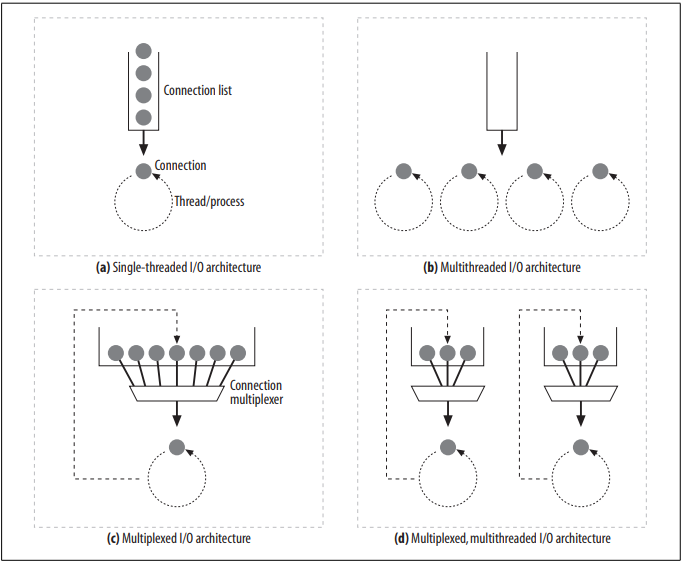 Connection list
Connection
Thread/process
(a) Single-threaded I/O architecture
(b) Multithreaded I/O architecture
Connection
multiplexer
(c) Multiplexed I/O architecture
(d) Multiplexed, multithreaded I/O architecture